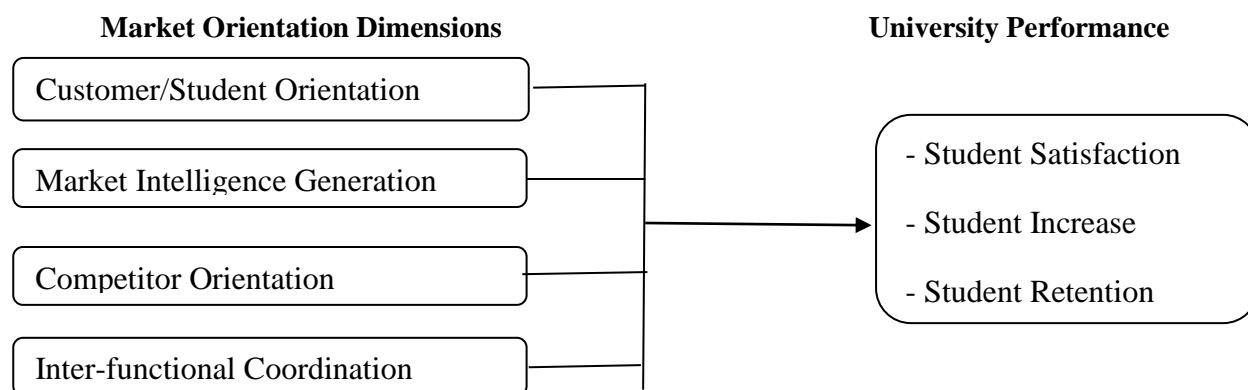 Market Orientation Dimensions
University Performance
Customer/Student Orientation
Market Intelligence Generation
Competitor Orientation
Inter-functional Coordination
- Student Satisfaction
- Student Increase
- Student Retention